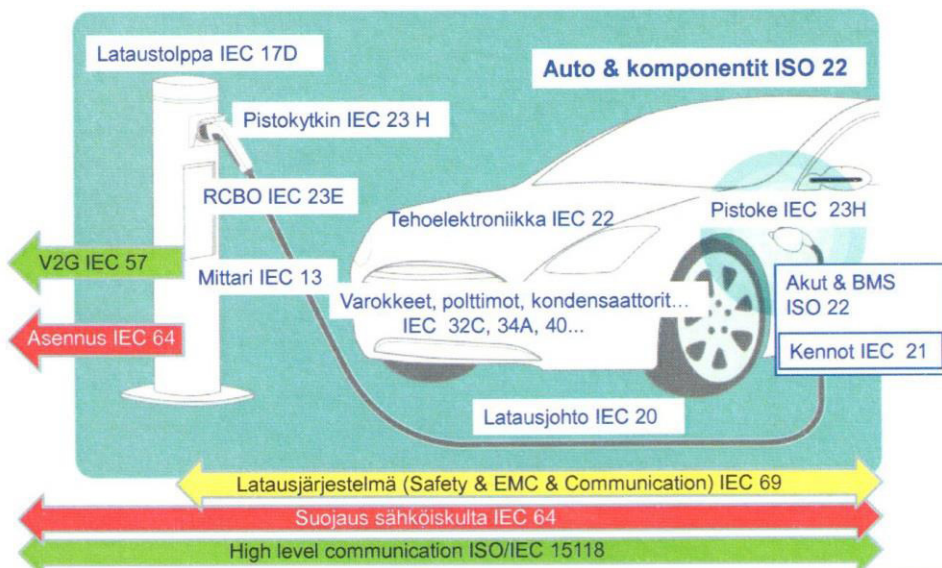 Lataustolppa IEC 17D
Auto & komponentit ISO 22
Pistokytkin IEC 23 H
RCBO IEC 23E
Tehoelektroniikka IEC 22
Pistoke IEC 23H
V2G IEC 57
Mittari IEC 13
Varokkeet, polttimot, kondensaattorit...
IEC 32C, 34A, 40...
Akut & BMS
ISO 22
Asennus IEC 64
Kennot IEC 21
Latausjohto IEC 20
Latausjärjestelmä (Safety & EMC & Communication) IEC 69
Suojaus sähköiskulta IEC 64
High level communication ISO/IEC 15118